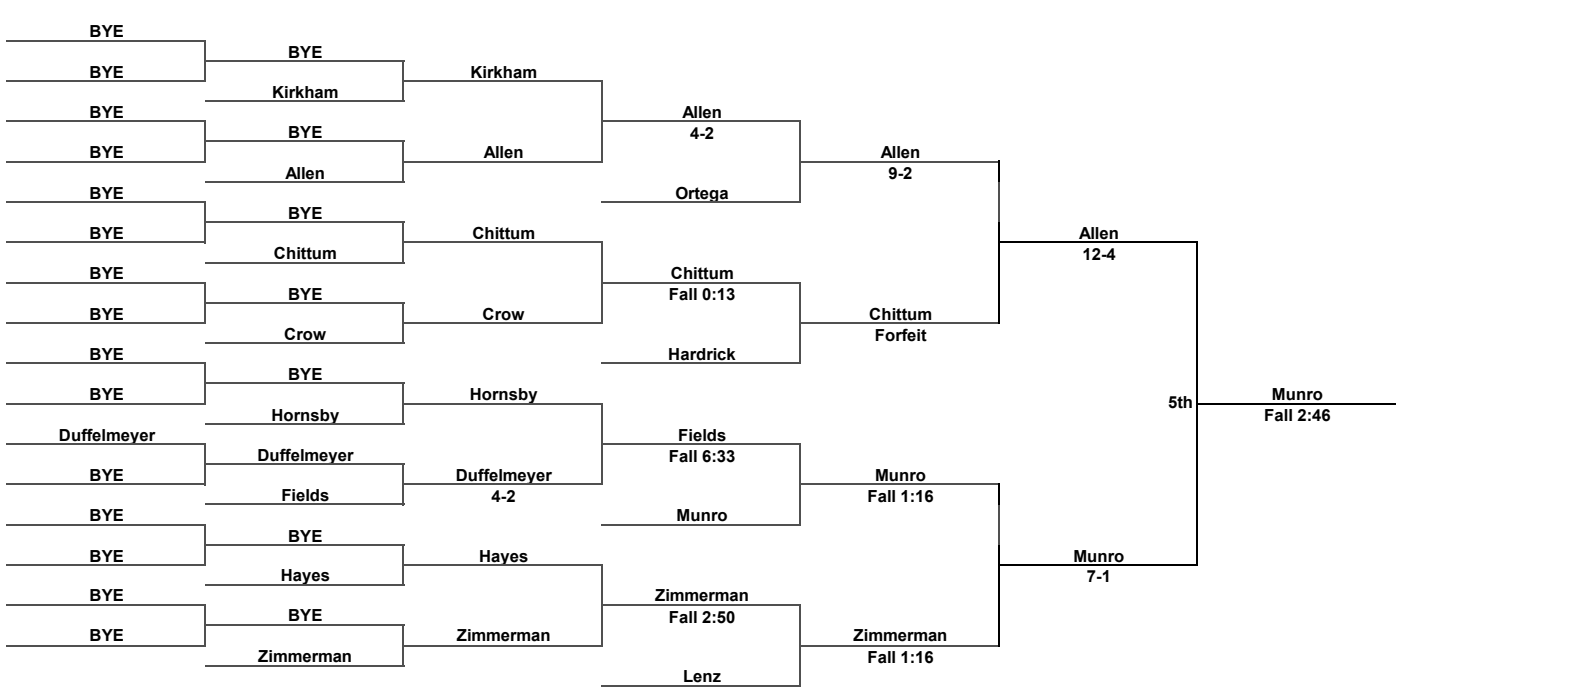 BYE
BYE
BYE
BYE
BYE
BYE
BYE
BYE
BYE
BYE
Duffelmeyer
BYE
BYE
BYE
BYE
BYE
BYE
Kirkham
BYE
Allen
BYE
Chittum
BYE
Crow
BYE
Hornsby
Duffelmeyer
Fields
BYE
Hayes
BYE
Zimmerman
Kirkham
Allen
Chittum
Crow
Hornsby
Duffelmeyer
4-2
Hayes
Zimmerman
Allen
4-2
Ortega
Chittum
Fall 0:13
Hardrick
Fields
Fall 6:33
Munro
Zimmerman
Fall 2:50
Lenz
Allen
9-2
Chittum
Forfeit
Munro
Fall 1:16
Zimmerman
Fall 1:16
Allen
12-4
Munro
7-1
5th
Munro
Fall 2:46